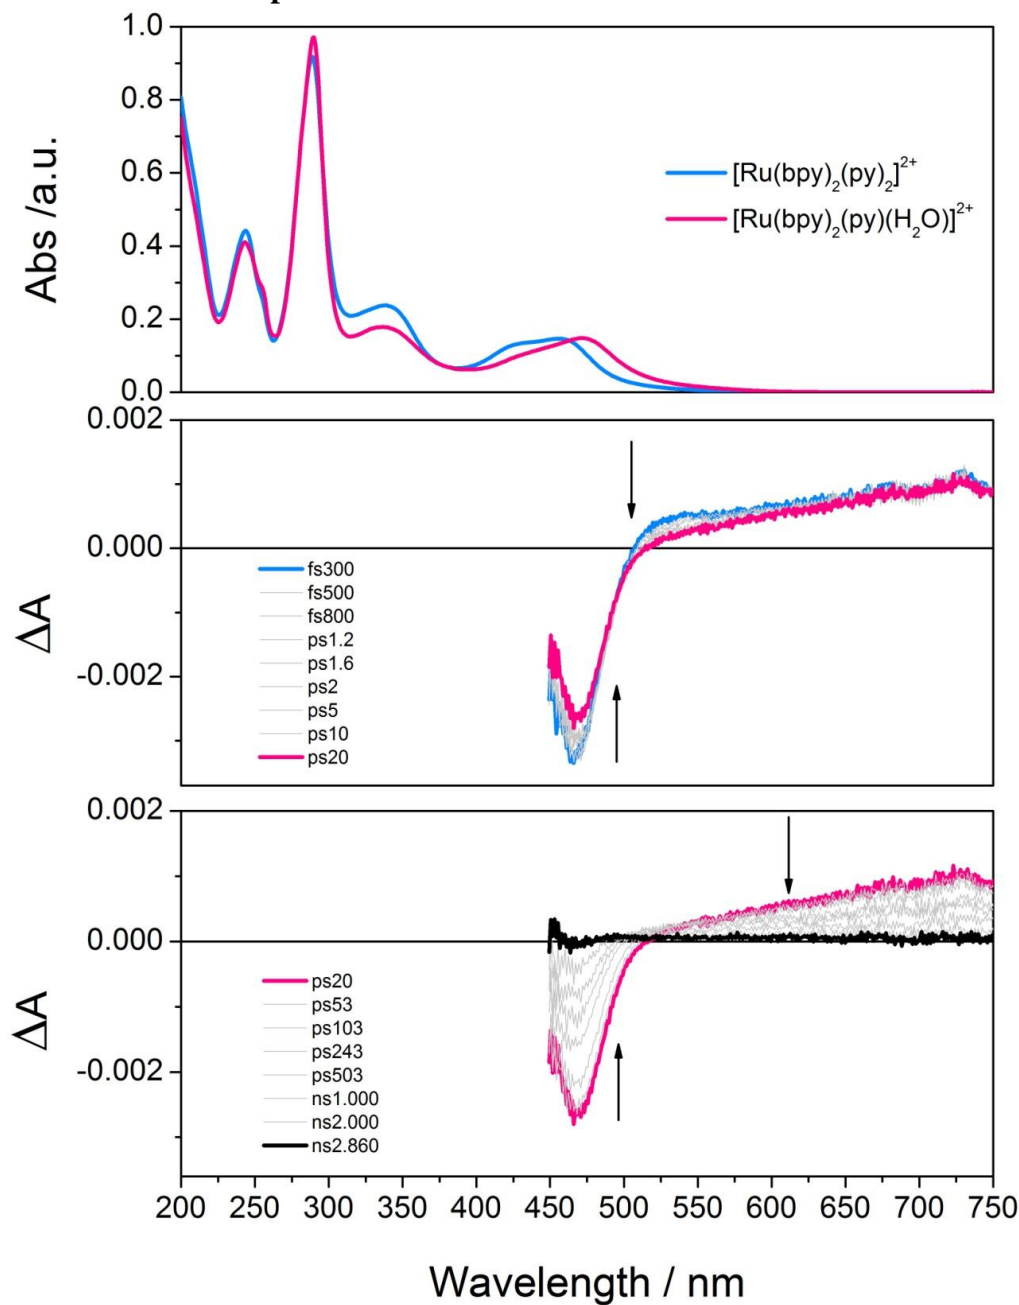 1.0
0.8
0.6
0.4
0.2
0.0
Abs /a.u.
[Ru(bpy)₂(py)₂]²⁺
[Ru(bpy)₂(py)(H₂O)]²⁺
0.002
0.000
-0.002
ΔA
fs300
fs500
fs800
ps1.2
ps1.6
ps2
ps5
ps10
ps20
0.002
0.000
-0.002
ΔA
ps20
ps53
ps103
ps243
ps503
ns1.000
ns2.000
ns2.860
200 250 300 350 400 450 500 550 600 650 700 750
Wavelength / nm